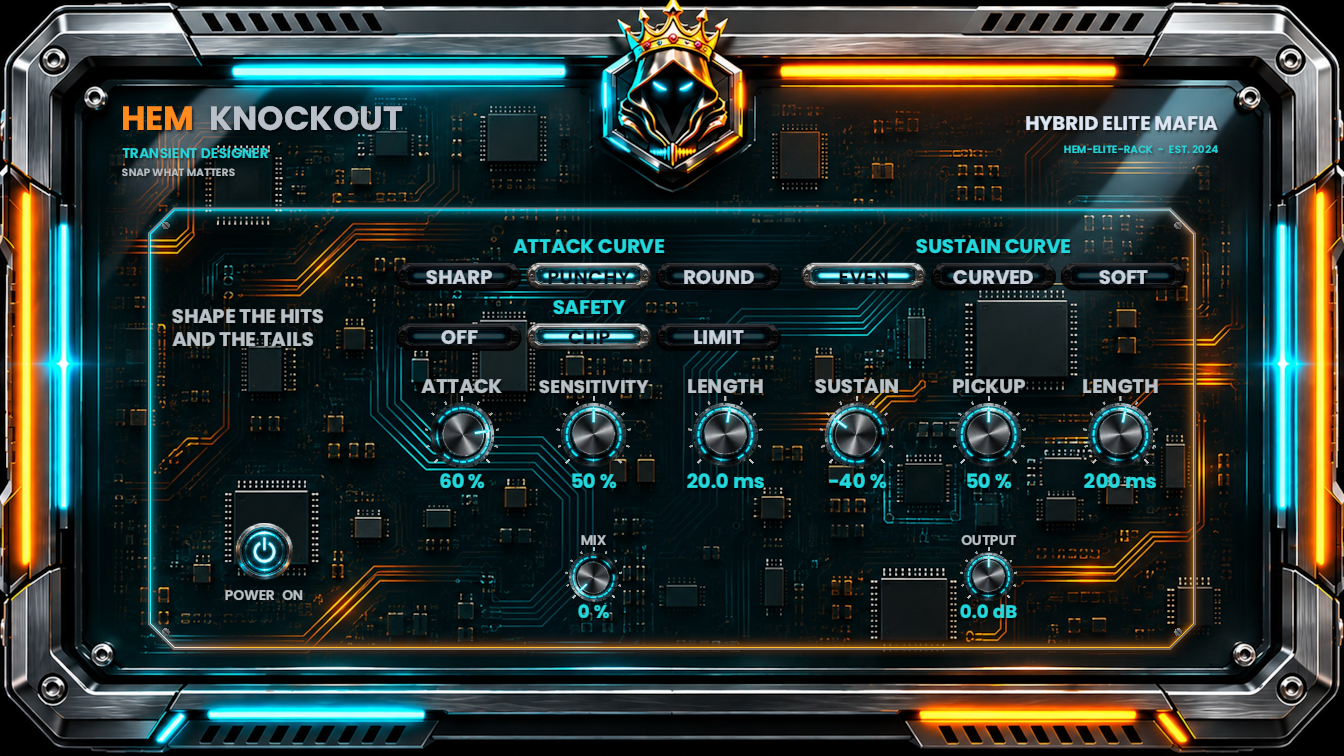 HEM KNOCKOUT
TRANSIENT DESIGNER
SNAP WHAT MATTERS
HYBRID ELITE MAFIA
HEM-ELITE-RACK - EST. 2024
ATTACK CURVE
SUSTAIN CURVE
SHARP PUNCHY ROUND EVEN CURVED SOFT
SAFETY
OFF CLIP LIMIT
SHAPE THE HITS
AND THE TAILS
ATTACK SENSITIVITY LENGTH SUSTAIN PICKUP LENGTH
60 % 50 % 20.0 ms -40 % 50 % 200 ms
MIX OUTPUT
0 % 0.0 dB
POWER ON